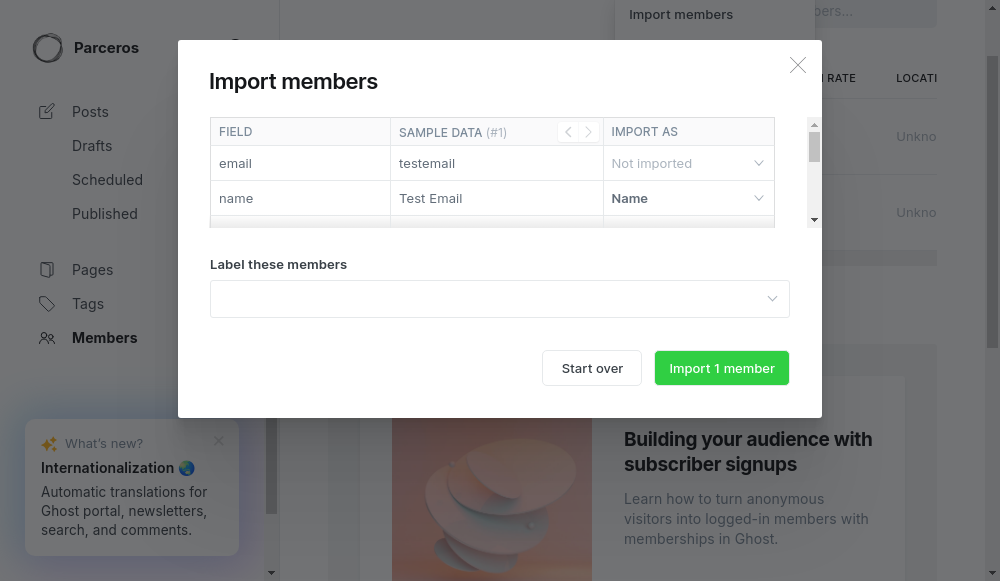 Import members
bers...
Parceros
Import members
N RATE
LOCATI
FIELD
SAMPLE DATA (#1)
IMPORT AS
Posts
email
testemail
Not imported
Unkno
Drafts
Scheduled
name
Test Email
Name
Published
Unkno
Label these members
Pages
Tags
Members
Start over
Import 1 member
What's new?
Internationalization 🌏
Automatic translations for
Ghost portal, newsletters,
search, and comments.
Building your audience with
subscriber signups
Learn how to turn anonymous
visitors into logged-in members with
memberships in Ghost.